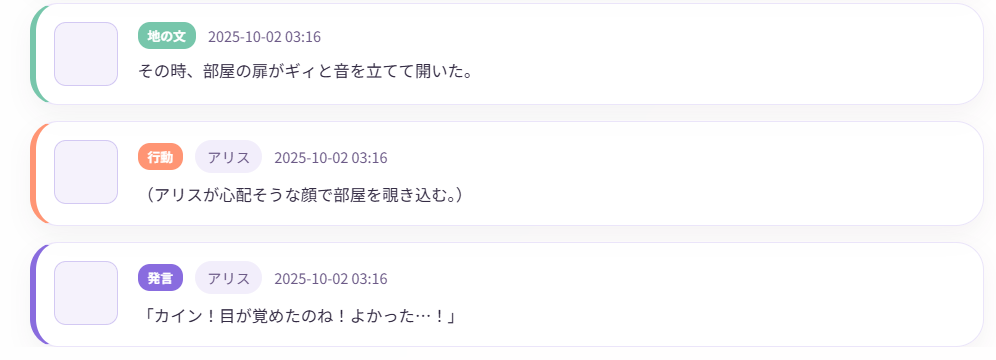 地の文 2025-10-02 03:16
その時、部屋の扉がギィと音を立てて開いた。
行動 アリス 2025-10-02 03:16
（アリスが心配そうな顔で部屋を覗き込む。）
発言 アリス 2025-10-02 03:16
「カイン！目が覚めたのね！よかった…！」